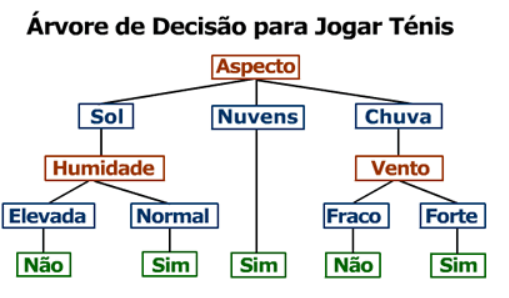 Árvore de Decisão para Jogar Ténis
Aspecto
Sol Nuvens Chuva
Humidade Vento
Elevada Normal Fraco Forte
Não Sim Sim Não Sim